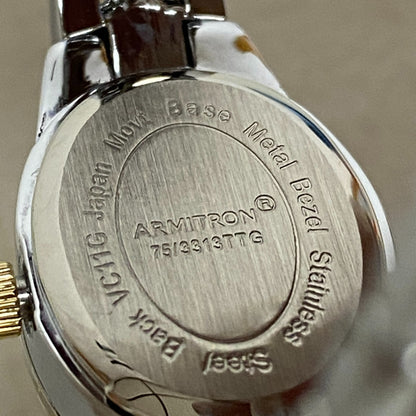 ARMITRON®
75/3313TTG
Base Metal Bezel Stainless Steel Back VC11G Japan Movt